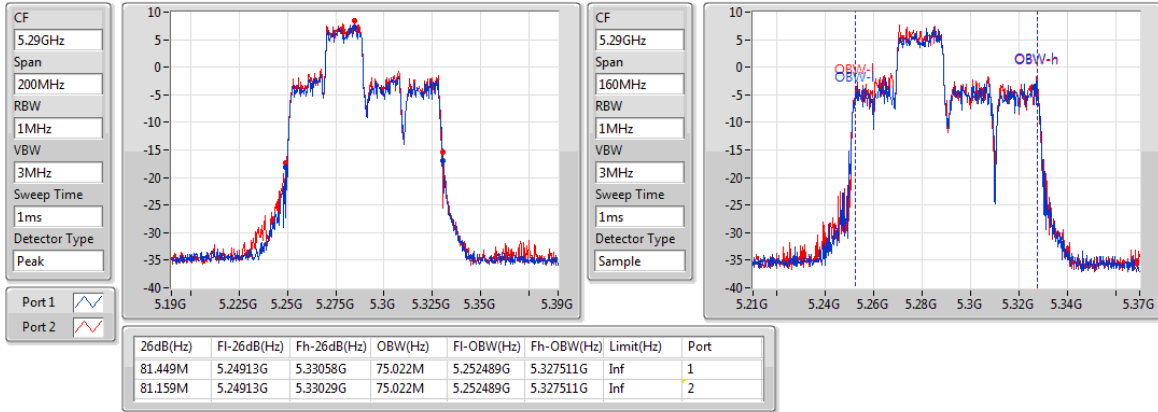 CF
5.29GHz
Span
200MHz
RBW
1MHz
VBW
3MHz
Sweep Time
1ms
Detector Type
Peak
Port 1
Port 2
10
5
0
-5
-10
-15
-20
-25
-30
-35
-40
5.19G 5.225G 5.25G 5.275G 5.3G 5.325G 5.35G 5.39G
CF
5.29GHz
Span
160MHz
RBW
1MHz
VBW
3MHz
Sweep Time
1ms
Detector Type
Sample
10
5
0
-5
-10
-15
-20
-25
-30
-35
-40
OBW-l
OBW-l
OBW-h
5.21G 5.24G 5.26G 5.28G 5.3G 5.32G 5.34G 5.37G
26dB(Hz) Fl-26dB(Hz) Fh-26dB(Hz) OBW(Hz) Fl-OBW(Hz) Fh-OBW(Hz) Limit(Hz) Port
81.449M 5.24913G 5.33058G 75.022M 5.252489G 5.327511G Inf 1
81.159M 5.24913G 5.33029G 75.022M 5.252489G 5.327511G Inf 2